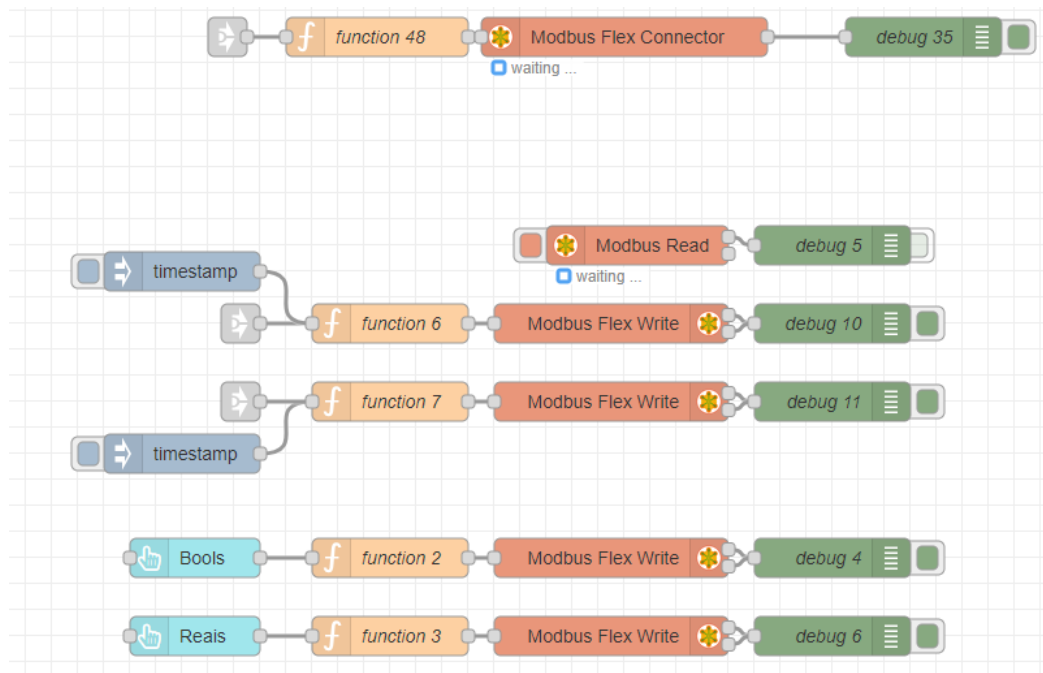 function 48
Modbus Flex Connector
debug 35
waiting ...
Modbus Read
debug 5
timestamp
waiting ...
function 6
Modbus Flex Write
debug 10
function 7
Modbus Flex Write
debug 11
timestamp
Bools
function 2
Modbus Flex Write
debug 4
Reais
function 3
Modbus Flex Write
debug 6